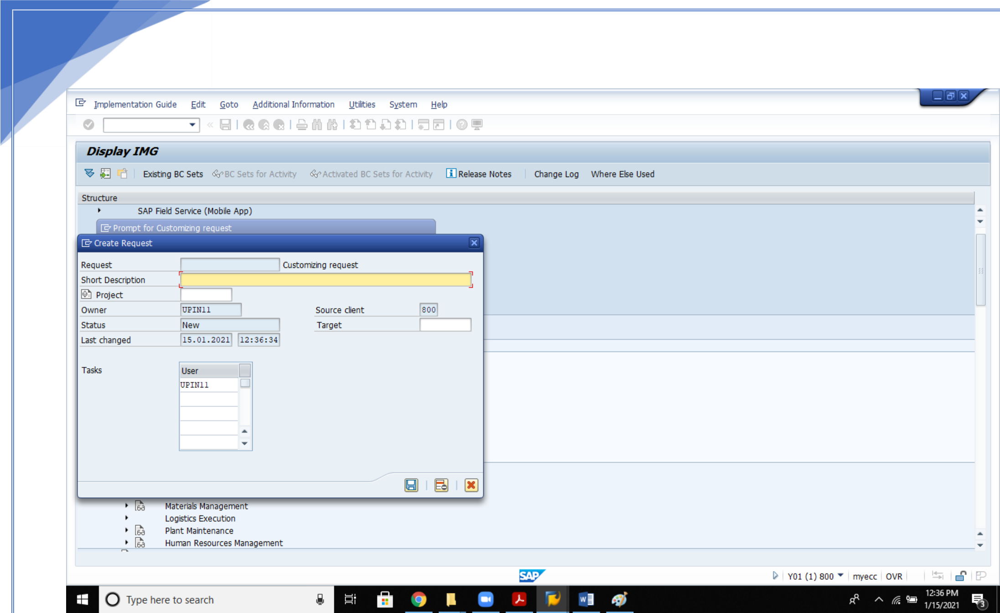 Implementation Guide Edit Goto Additional Information Utilities System Help
Display IMG
Existing BC Sets BC Sets for Activity Activated BC Sets for Activity Release Notes Change Log Where Else Used
Structure
SAP Field Service (Mobile App)
Prompt for Customizing request
Create Request
Request Customizing request
Short Description
Project
Owner UPIN11 Source client 800
Status New Target
Last changed 15.01.2021 12:36:34
Tasks User
UPIN11
Materials Management
Logistics Execution
Plant Maintenance
Human Resources Management
SAP
Y01 (1) 800 myecc OVR
Type here to search
12:36 PM
1/15/2021
3